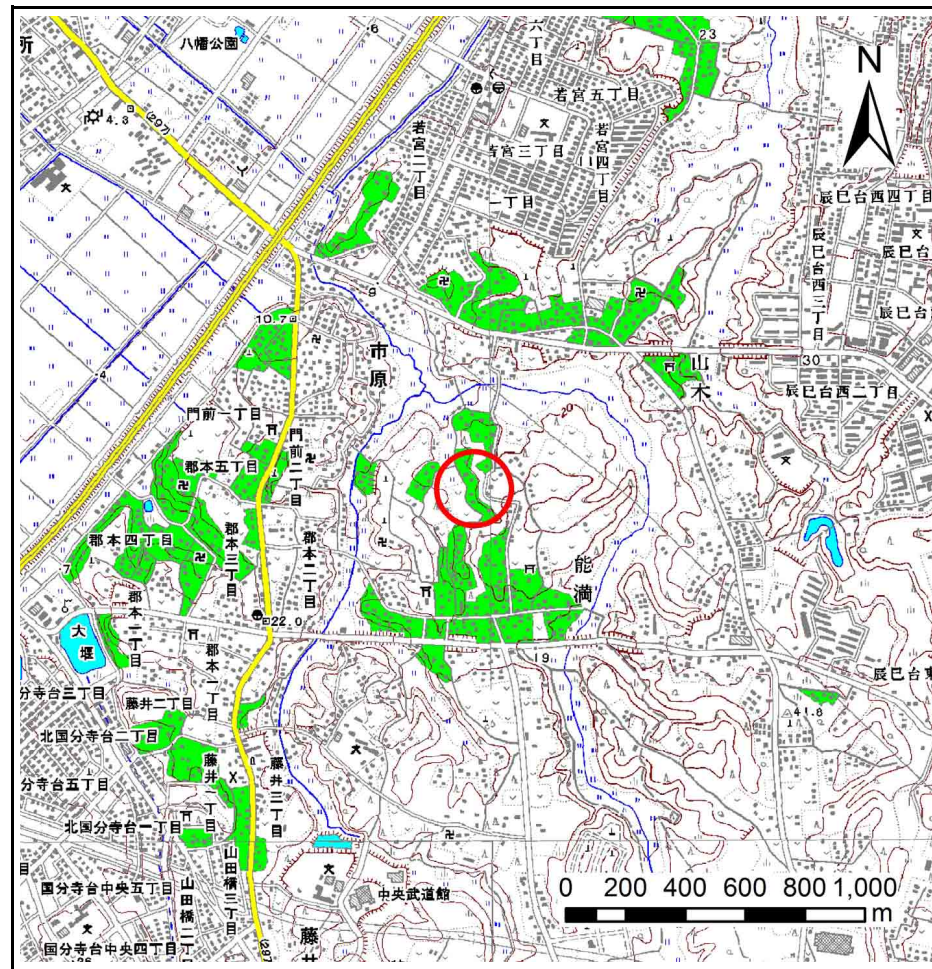 八幡公園
六丁目
所
23
N
4.3
(297)
若宮五丁目
若宮二丁目
若宮三丁目
若宮四丁目
11
一丁目
辰巳台西四丁目
辰巳台
辰巳台西三丁目
8
10.7
市原
山木
30
辰巳台西二丁目
4
門前一丁目
門前二丁目
20
郡本五丁目
郡本四丁目
郡本三丁目
郡本二丁目
能満
7
大堰
郡本一丁目
22.0
19
分寺台三丁目
藤井二丁目
辰巳台東
41.8
北国分寺台二丁目
分寺台五丁目
藤井一丁目
藤井三丁目
北国分寺台一丁目
山田橋三丁目
国分寺台中央五丁目
山田橋二丁目
中央武道館
国分寺台中央四丁目
藤井
(297)
0 200 400 600 800 1,000
m